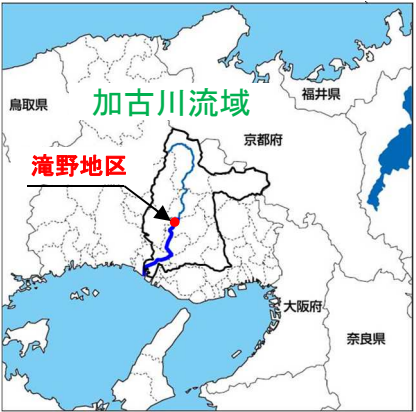 福井県
鳥取県
加古川流域
京都府
滝野地区
大阪府
奈良県